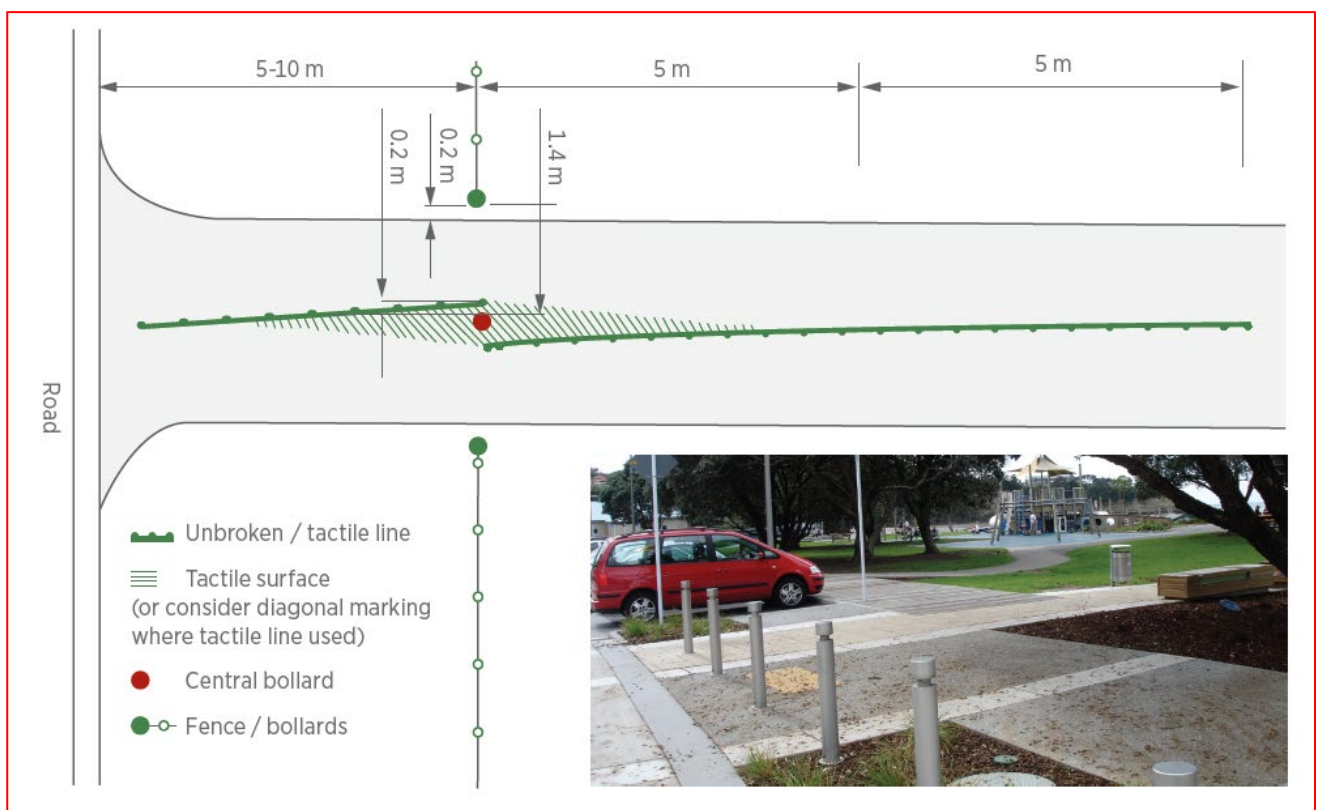 5-10 m
5 m
5 m
0.2 m
0.2 m
1.4 m
Road
Unbroken / tactile line
Tactile surface
(or consider diagonal marking
where tactile line used)
Central bollard
Fence / bollards